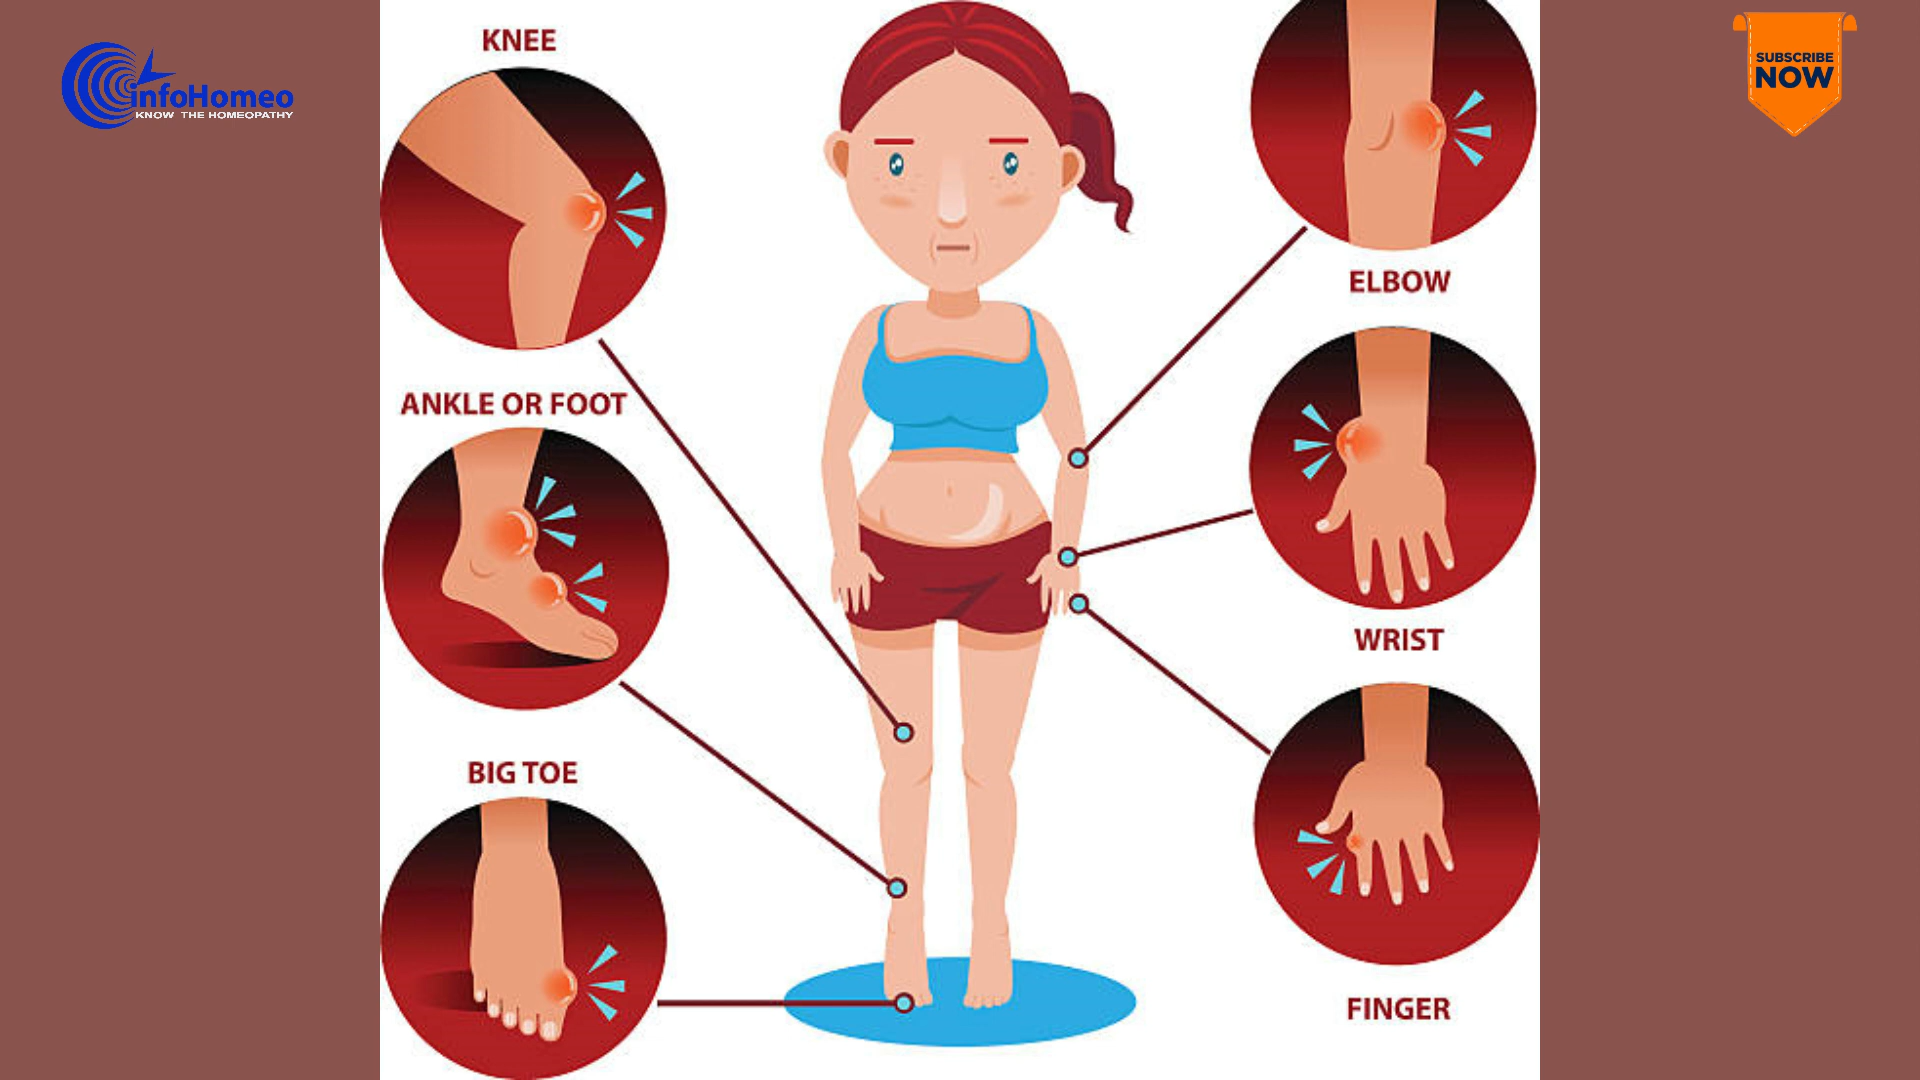 infoHomeo
KNOW THE HOMEOPATHY
KNEE
ANKLE OR FOOT
BIG TOE
ELBOW
WRIST
FINGER
SUBSCRIBE
NOW